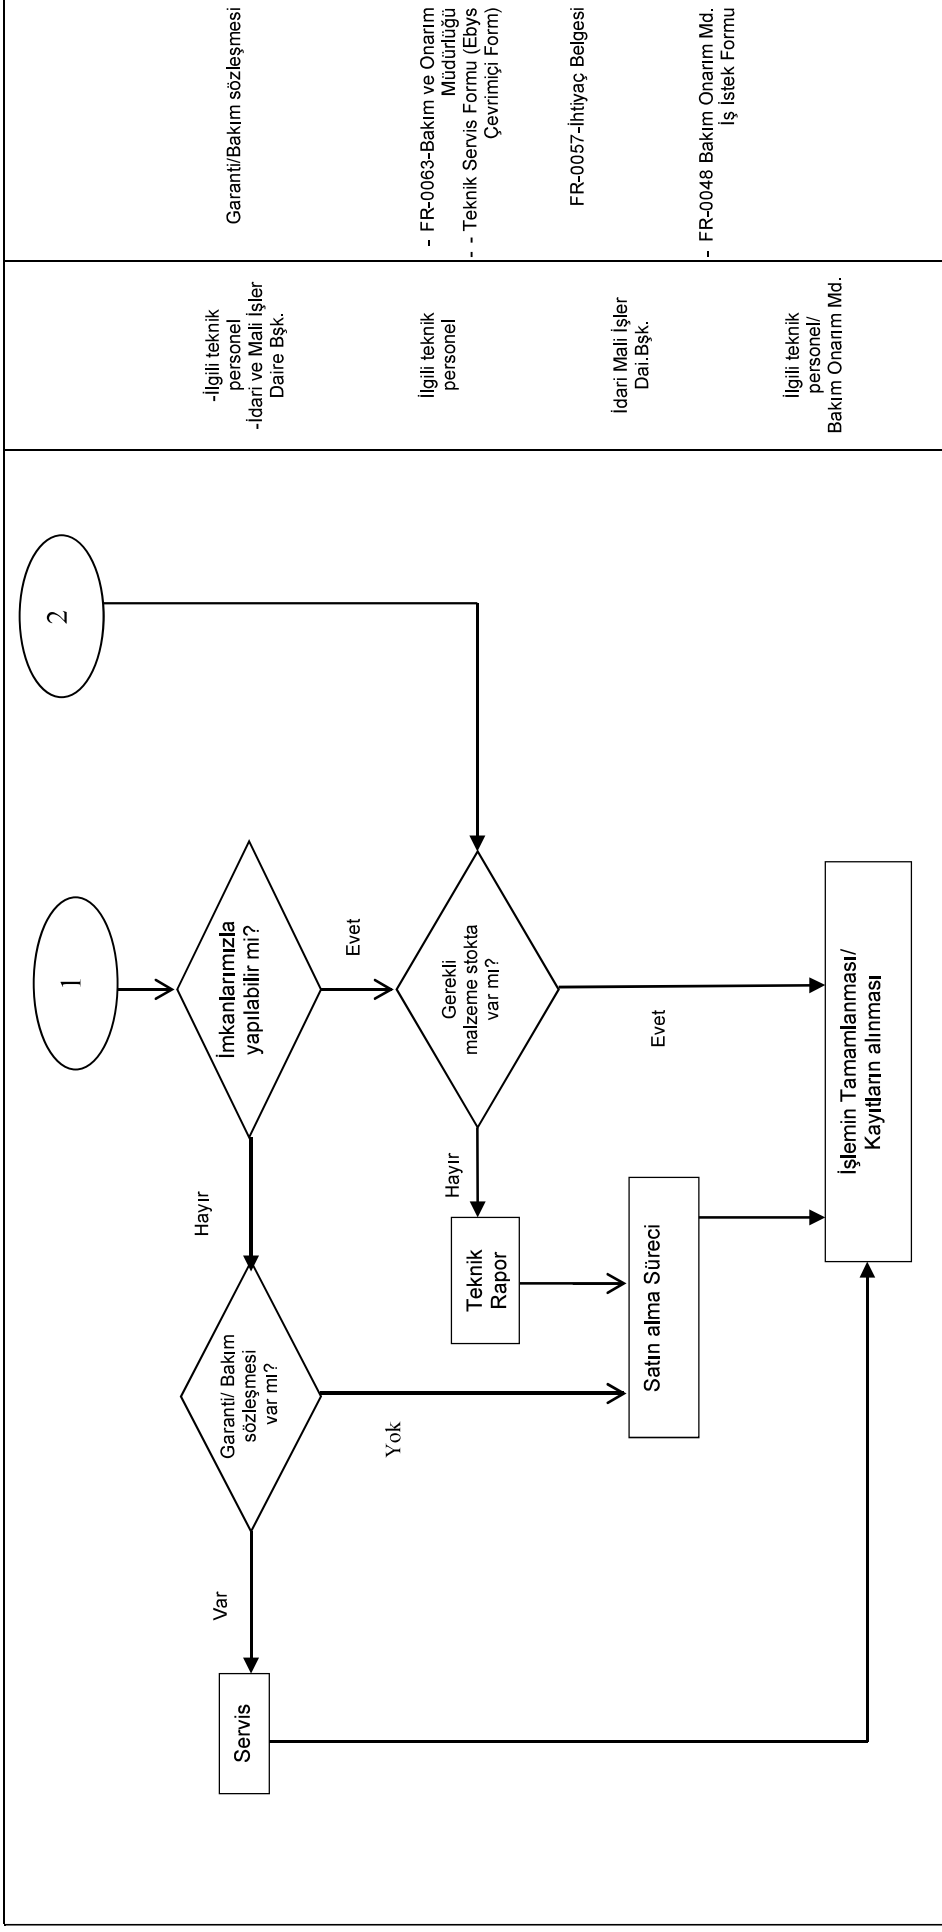 1
2
İmkanlarımızla
yapılabilir mi?
Hayır
Evet
Garanti/ Bakım
sözleşmesi
var mı?
Var
Yok
Servis
Gerekli
malzeme stokta
var mı?
Hayır
Evet
Teknik
Rapor
Satın alma Süreci
İşlemin Tamamlanması/
Kayıtların alınması
-İlgili teknik
personel
-İdari ve Mali İşler
Daire Bşk.
İlgili teknik
personel
İdari Mali İşler
Dai.Bşk.
İlgili teknik
personel/
Bakım Onarım Md.
Garanti/Bakım sözleşmesi
- FR-0063-Bakım ve Onarım
Müdürlüğü
- - Teknik Servis Formu (Ebys
Çevrimiçi Form)
FR-0057-İhtiyaç Belgesi
- FR-0048 Bakım Onarım Md.
İş İstek Formu